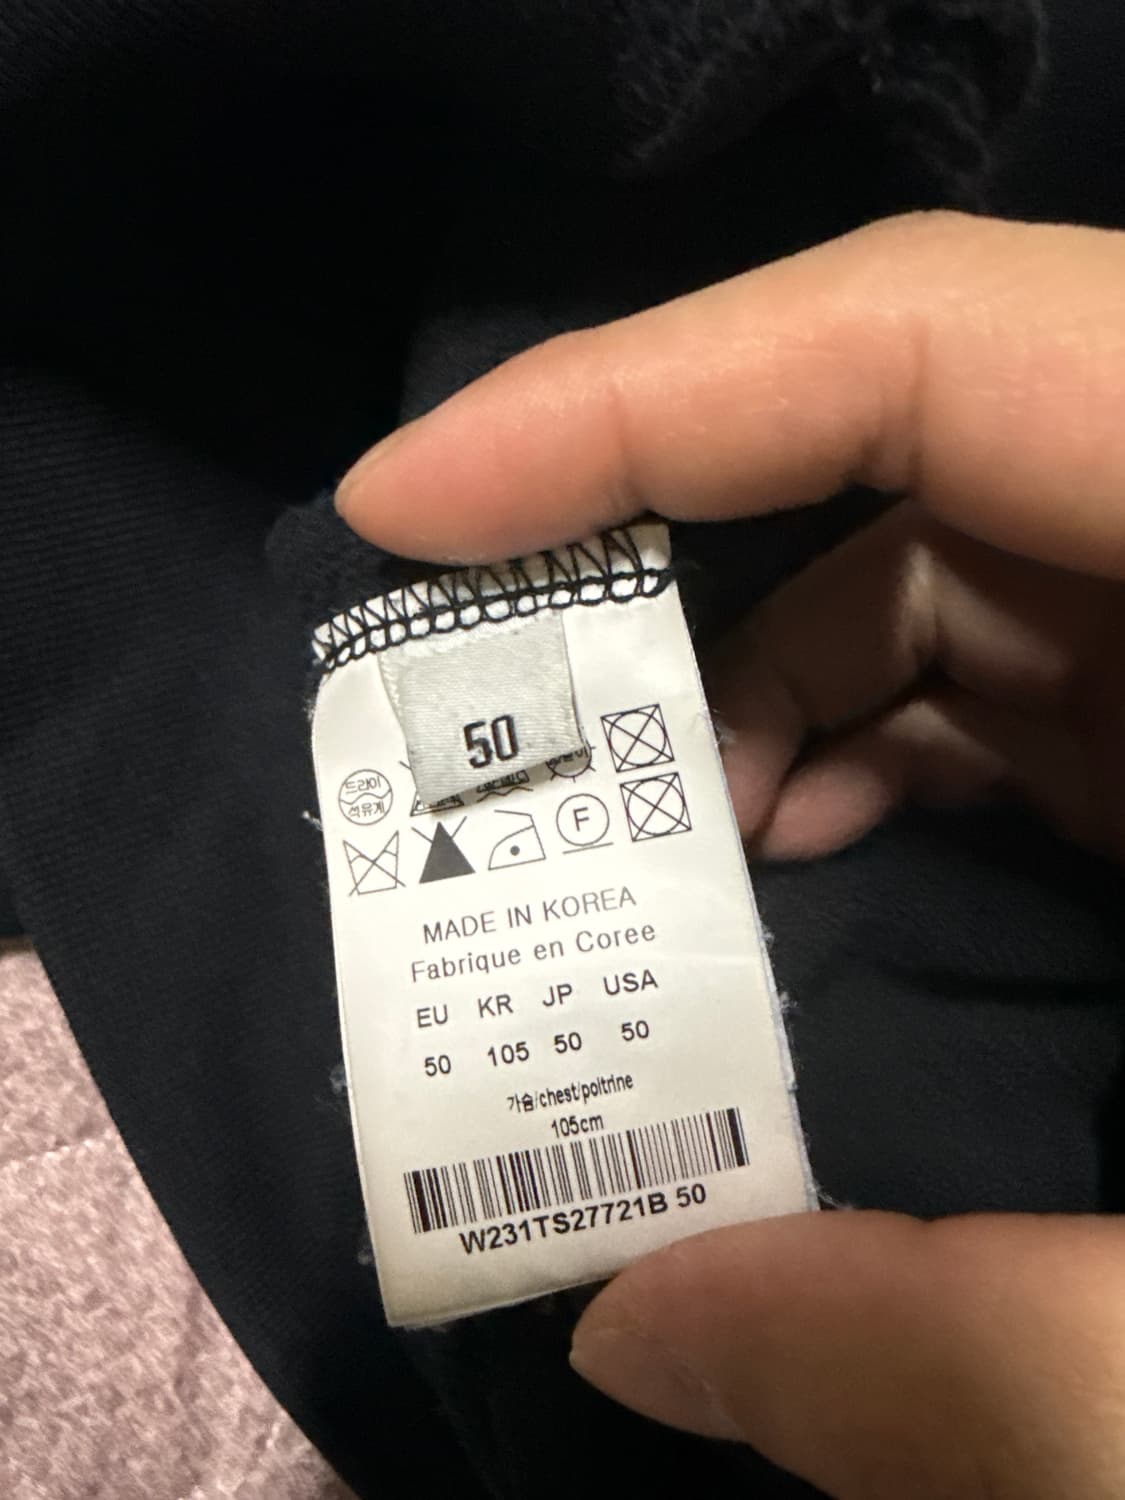 50
드라이
석유계
F
MADE IN KOREA
Fabrique en Coree
EU KR JP USA
50 105 50 50
가슴/chest/poitrine
105cm
W231TS27721B 50